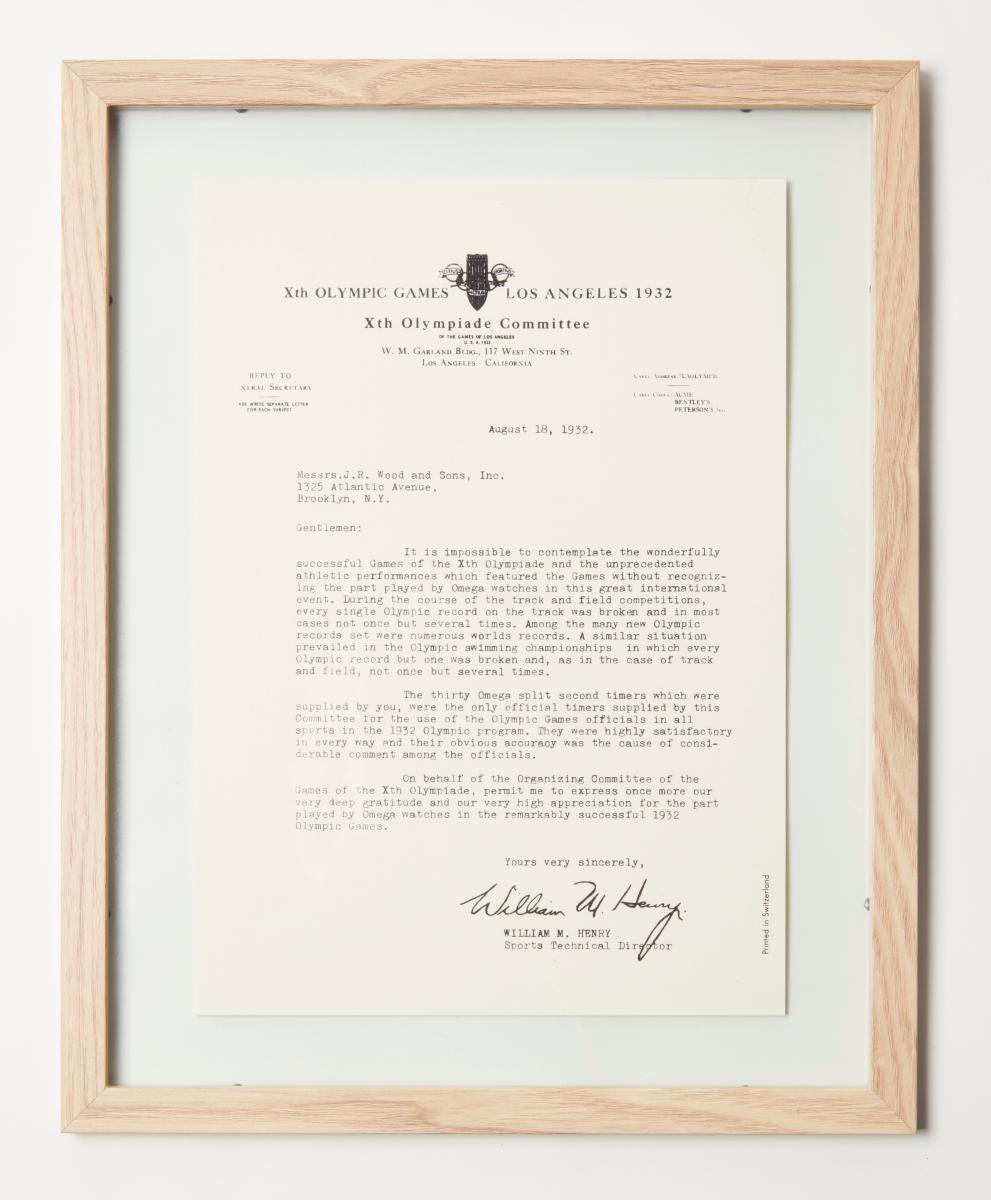 Xth OLYMPIC GAMES LOS ANGELES 1932
Xth Olympiade Committee
OF THE GAMES OF LOS ANGELES
U. S. A. 1932
W. M. GARLAND BLDG., 117 WEST NINTH ST.
LOS ANGELES - CALIFORNIA
REPLY TO
NERAL SECRETARY
WRITE SEPARATE LETTER
FOR EACH SUBJECT
ACME
BENTLEY'S
PETERSON'S
August 18, 1932.
Messrs.J.R. Wood and Sons, Inc.
1325 Atlantic Avenue,
Brooklyn, N.Y.
Gentlemen:
It is impossible to contemplate the wonderfully
successful Games of the Xth Olympiade and the unprecedented
athletic performances which featured the Games without recogniz-
ing the part played by Omega watches in this great international
event. During the course of the track and field competitions,
every single Olympic record on the track was broken and in most
cases not once but several times. Among the many new Olympic
records set were numerous worlds records. A similar situation
prevailed in the Olympic swimming championships in which every
Olympic record but one was broken and, as in the case of track
and field, not once but several times.
The thirty Omega split second timers which were
supplied by you, were the only official timers supplied by this
Committee for the use of the Olympic Games officials in all
sports in the 1932 Olympic program. They were highly satisfactory
in every way and their obvious accuracy was the cause of consi-
derable comment among the officials.
On behalf of the Organizing Committee of the
Games of the Xth Olympiade, permit me to express once more our
very deep gratitude and our very high appreciation for the part
played by Omega watches in the remarkably successful 1932
Olympic Games.
Yours very sincerely,
William M. Henry
WILLIAM M. HENRY
Sports Technical Director
Printed in Switzerland